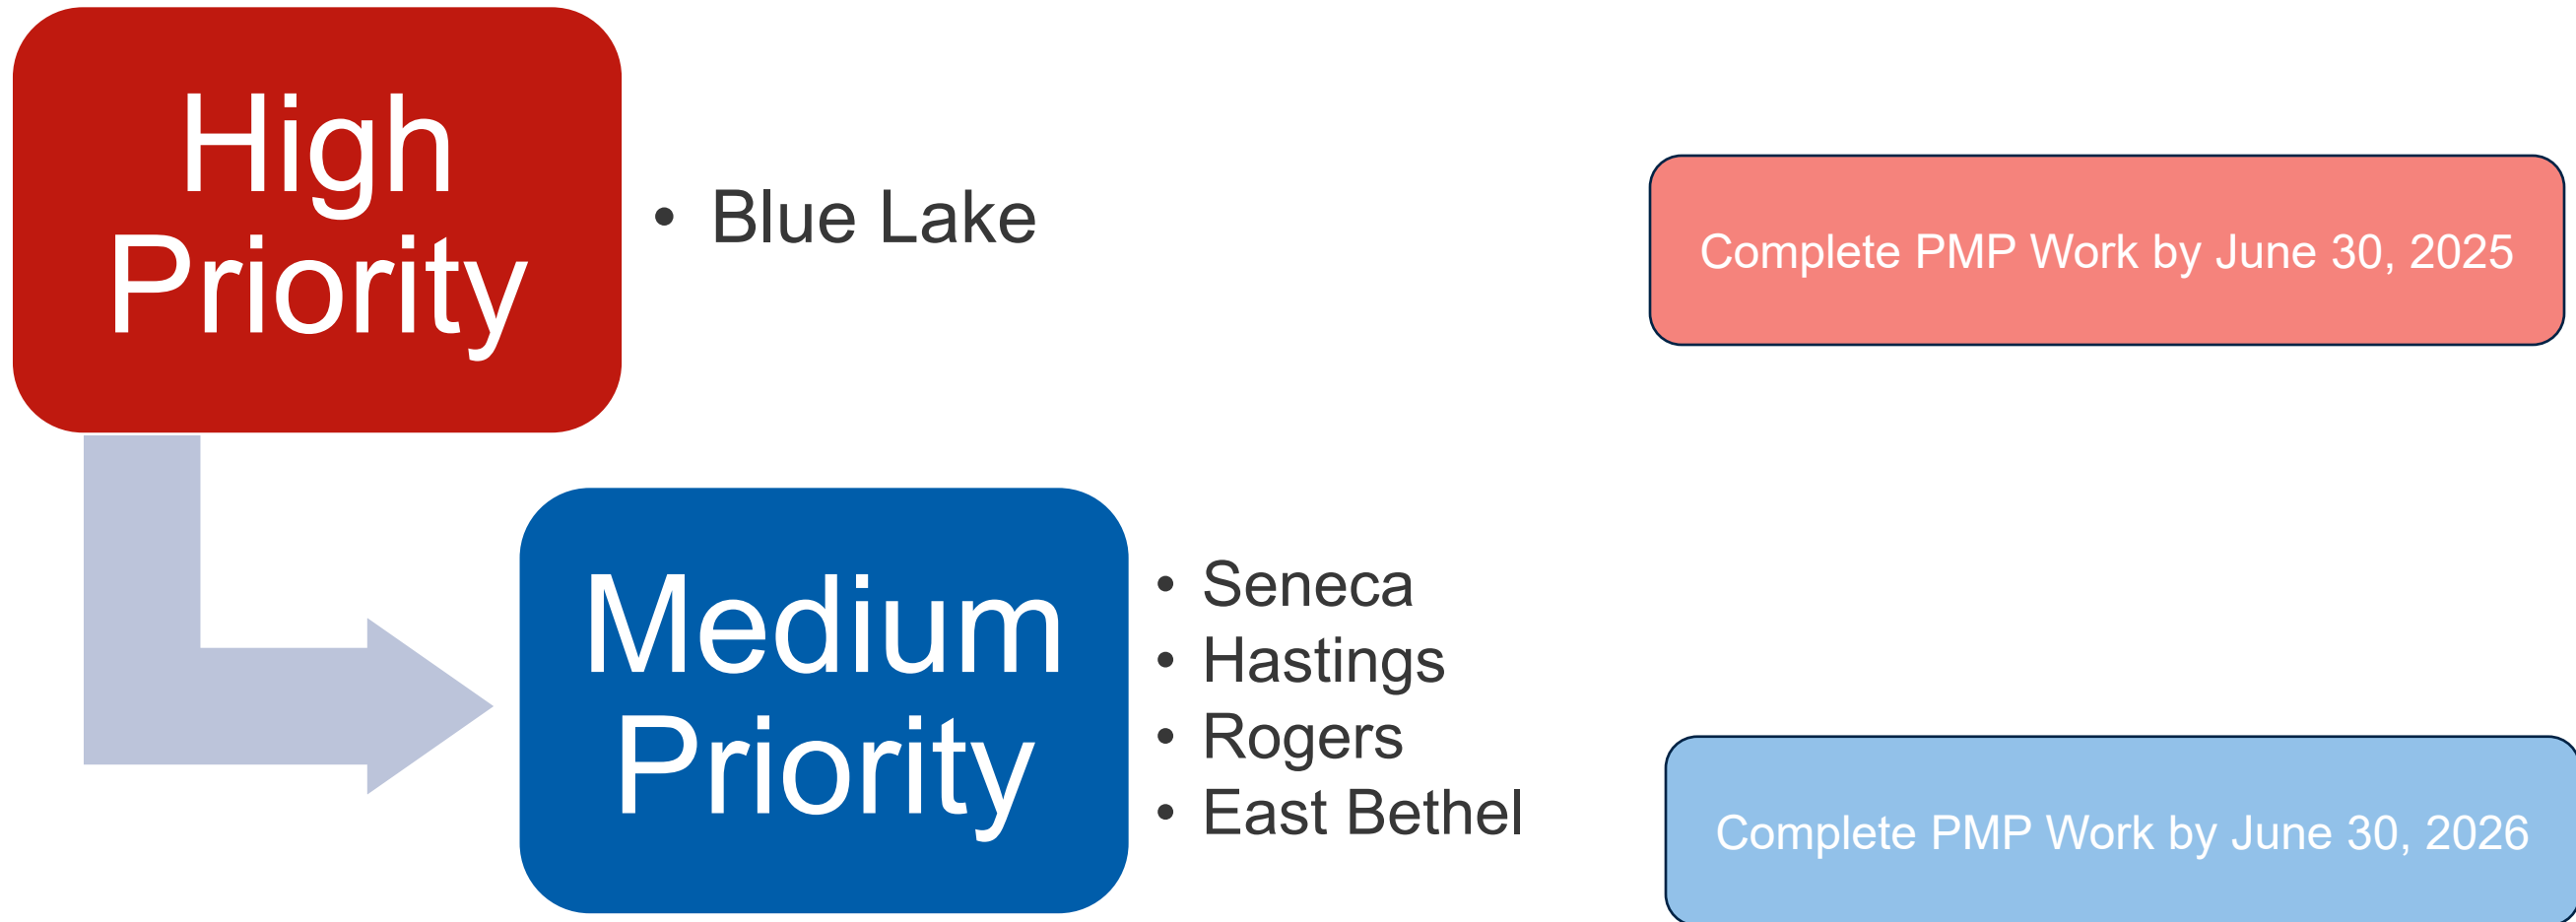 High
Priority
• Blue Lake
Complete PMP Work by June 30, 2025
Medium
Priority
• Seneca
• Hastings
• Rogers
• East Bethel
Complete PMP Work by June 30, 2026